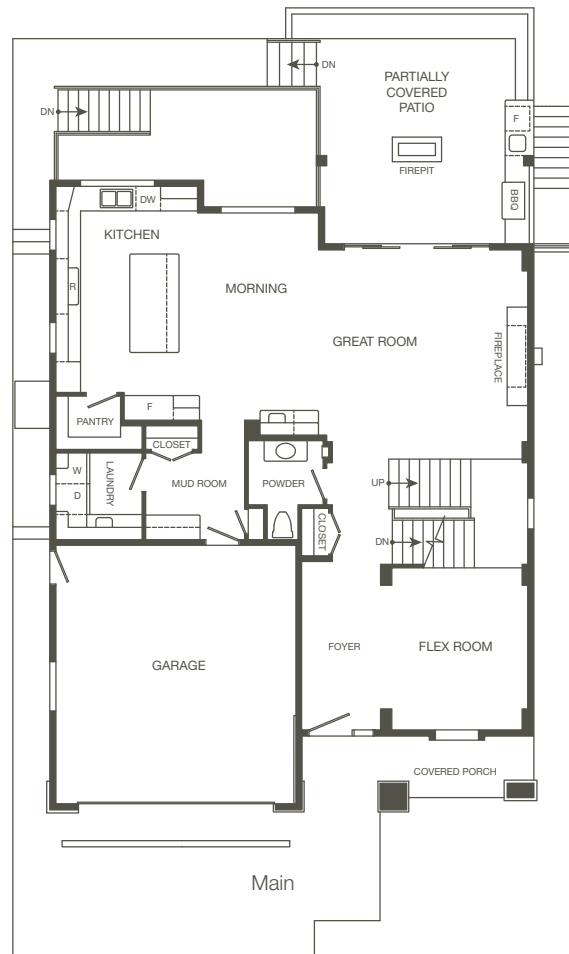 DN
PARTIALLY
COVERED
PATIO
DN
F
FIREPIT
BBQ
DW
KITCHEN
R
MORNING
GREAT ROOM
FIREPLACE
F
PANTRY
CLOSET
W
D
LAUNDRY
MUD ROOM
POWDER
UP
CLOSET
DN
GARAGE
FOYER
FLEX ROOM
COVERED PORCH
Main